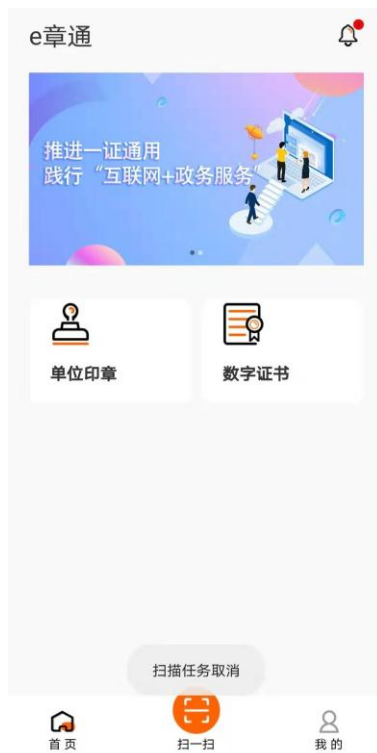 e章通
推进一证通用
践行“互联网+政务服务”
单位印章
数字证书
扫描任务取消
首页
扫一扫
我的